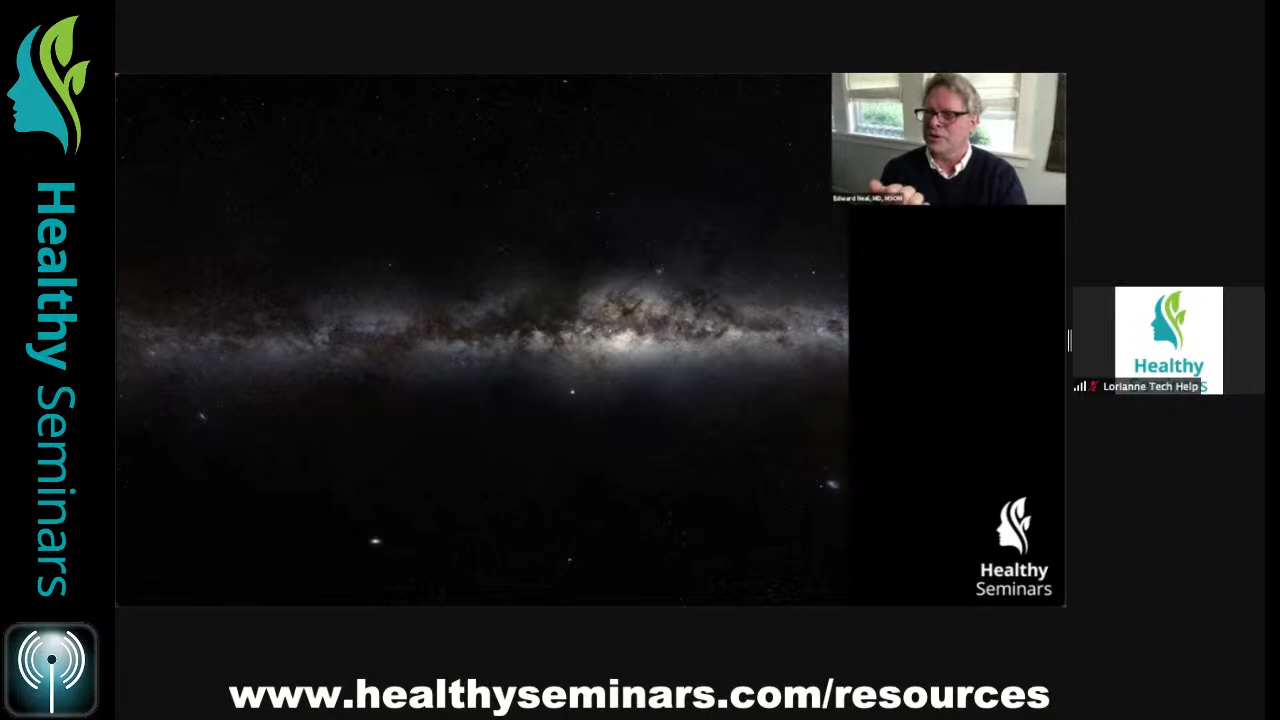 Healthy Seminars
Edward Neal, MD, MSOM
Healthy
Lorianne Tech Help
Healthy
Seminars
www.healthyseminars.com/resources